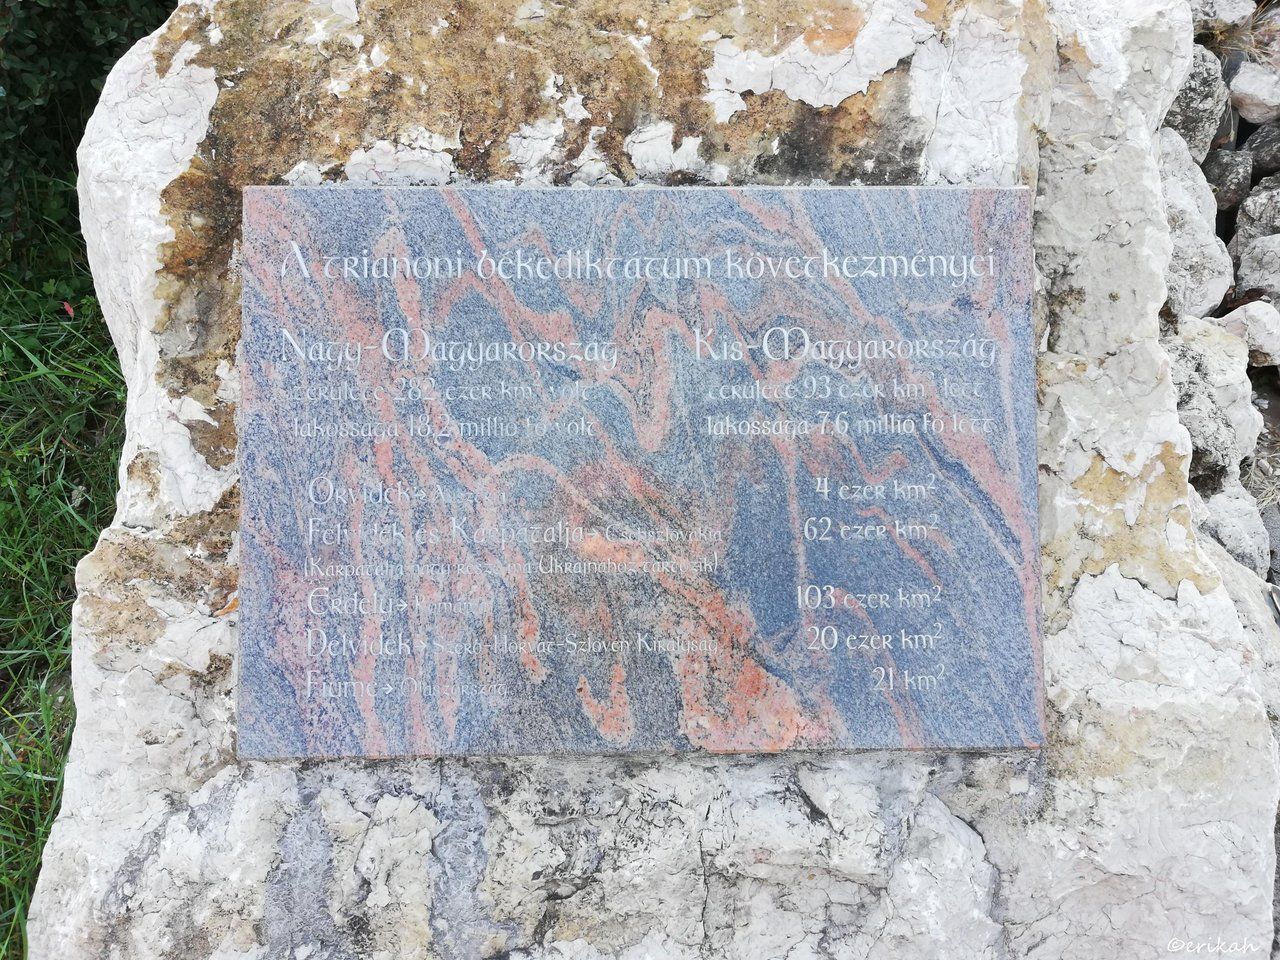 A trianoni békediktátum következményei
Nagy-Magyarország
területe 282 ezer km² volt
lakossága 18,2 millió fő volt
Kis-Magyarország
területe 93 ezer km² lett
lakossága 7,6 millió fő lett
Őrvidék → Ausztria 4 ezer km²
Felvidék és Kárpátalja → Csehszlovákia 62 ezer km²
(Kárpátalja nagy része ma Ukrajnához tartozik)
Erdély → Románia 103 ezer km²
Délvidék → Szerb-Horvát-Szlovén Királyság 20 ezer km²
Fiume → Olaszország 21 km²
©erikah